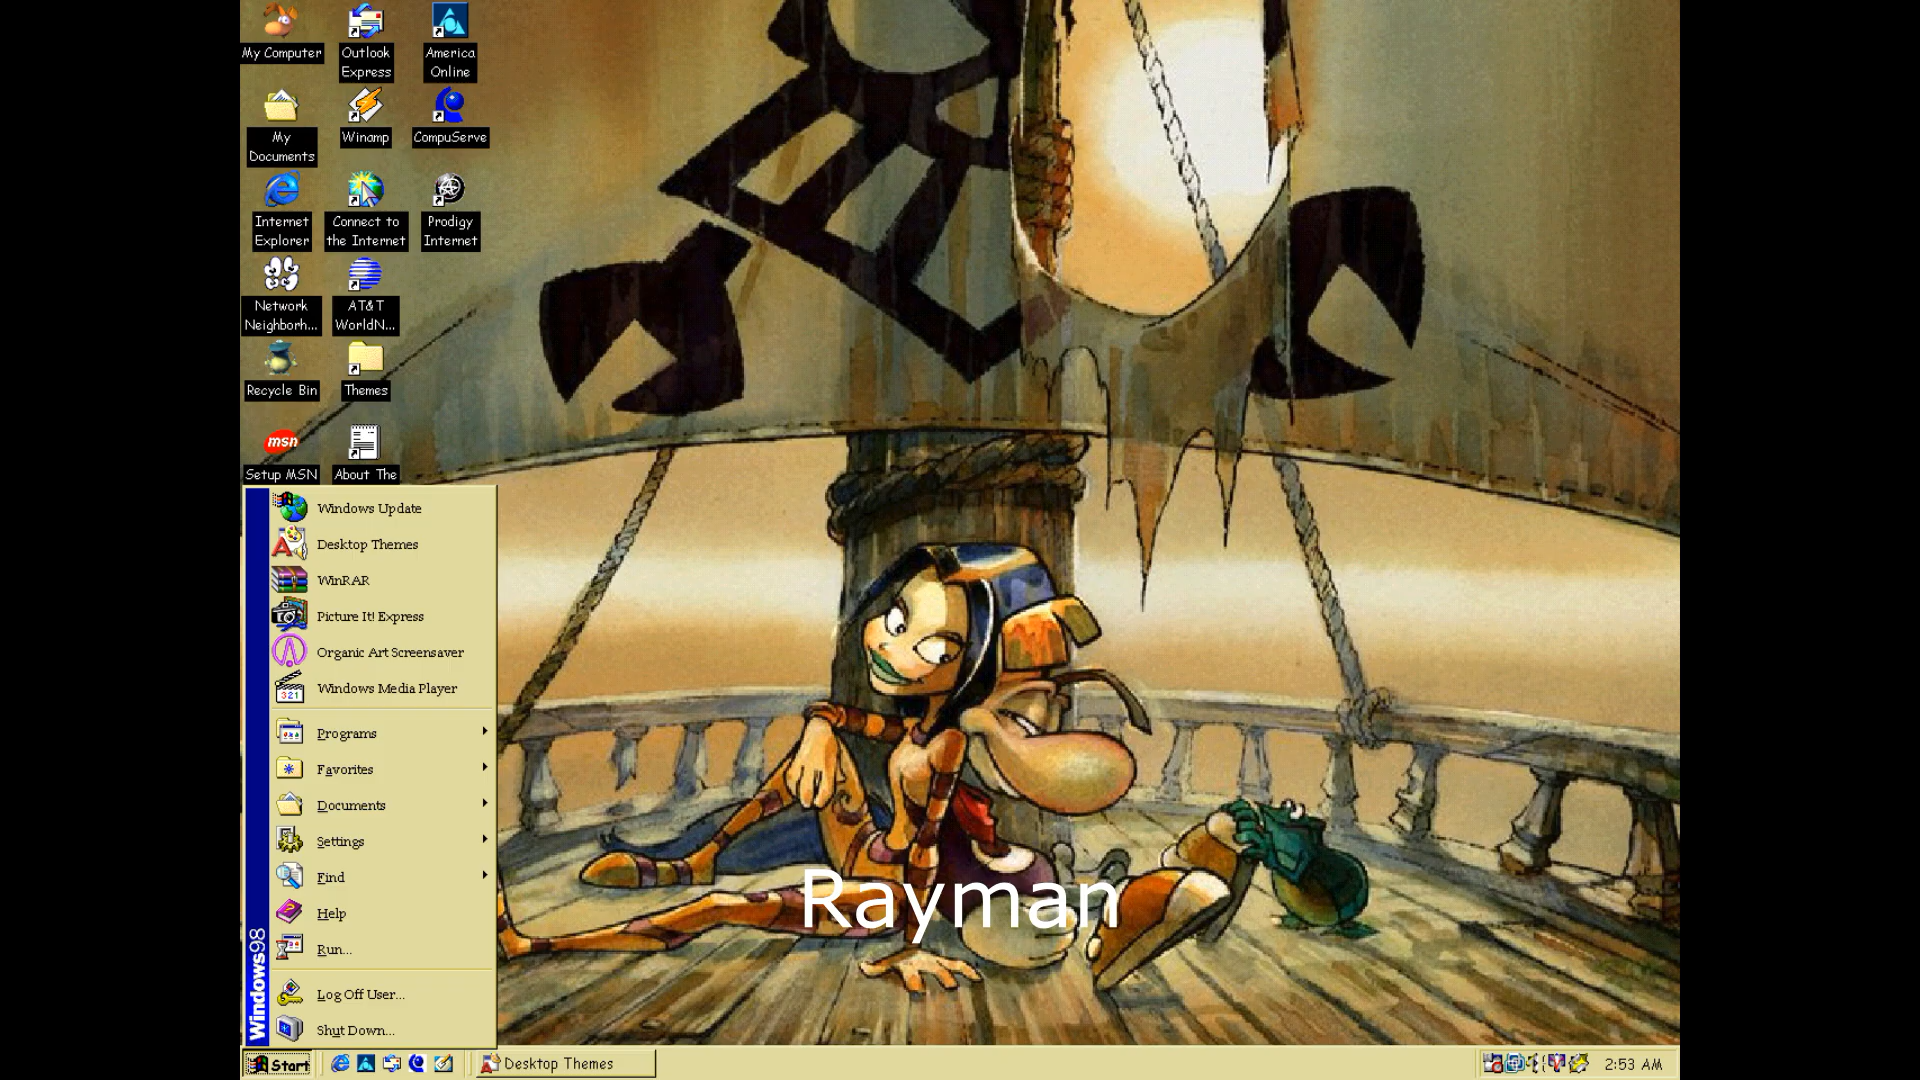 My Computer
Outlook
Express
America
Online
My
Documents
Winamp
CompuServe
Internet
Explorer
Connect to
the Internet
Prodigy
Internet
Network
Neighborh...
AT&T
WorldN...
Recycle Bin
Themes
msn
Setup MSN
About The
Windows Update
Desktop Themes
WinRAR
Picture It! Express
Organic Art Screensaver
321
Windows Media Player
Programs
Favorites
Documents
Settings
Find
Help
Run...
Log Off User...
Shut Down...
Windows98
Rayman
Start
Desktop Themes
2:53 AM